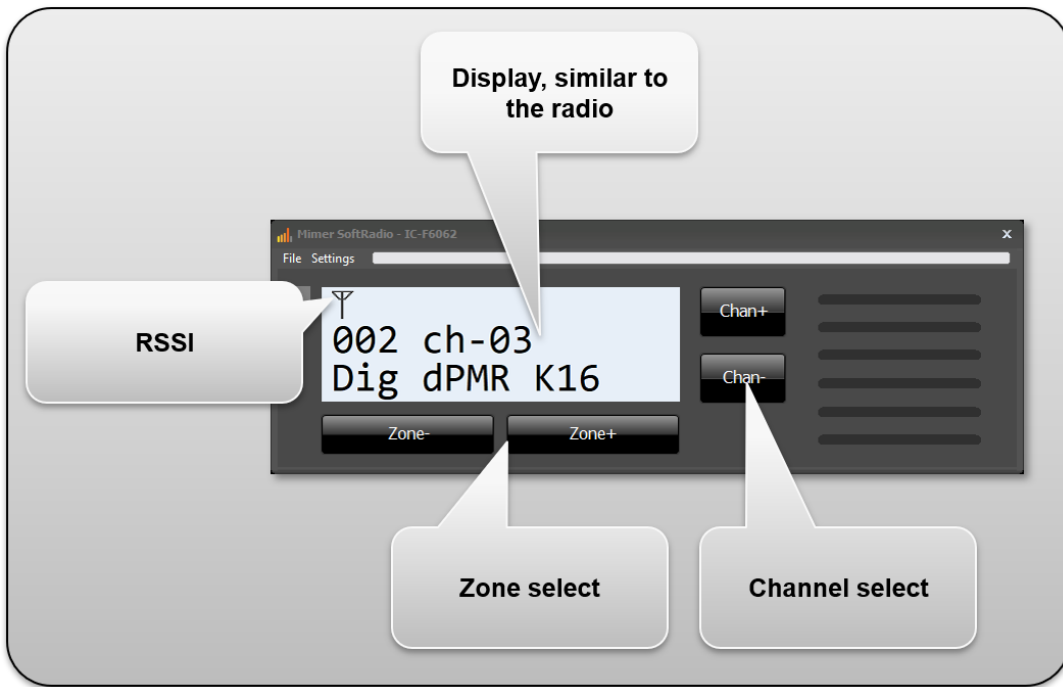 Display, similar to
the radio
Mimer SoftRadio - IC-F6062
x
File Settings
RSSI
002 ch-03
Dig dPMR K16
Chan+
Chan-
Zone- Zone+
Zone select
Channel select